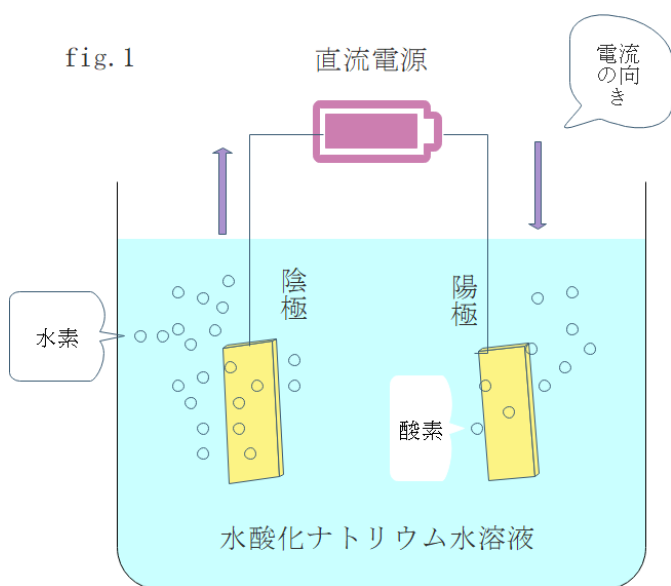 fig.1
直流電源
電流
の向
き
陰極
陽極
水素
酸素
水酸化ナトリウム水溶液